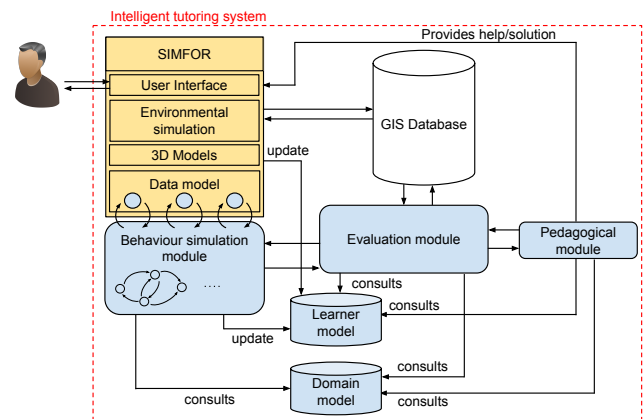 Intelligent tutoring system
SIMFOR
Provides help/solution
User Interface
Environmental
simulation
GIS Database
3D Models
update
Data model
Behaviour simulation
module
....
Evaluation module
Pedagogical
module
consults
consults
Learner
model
update
consults
consults
consults
Domain
model